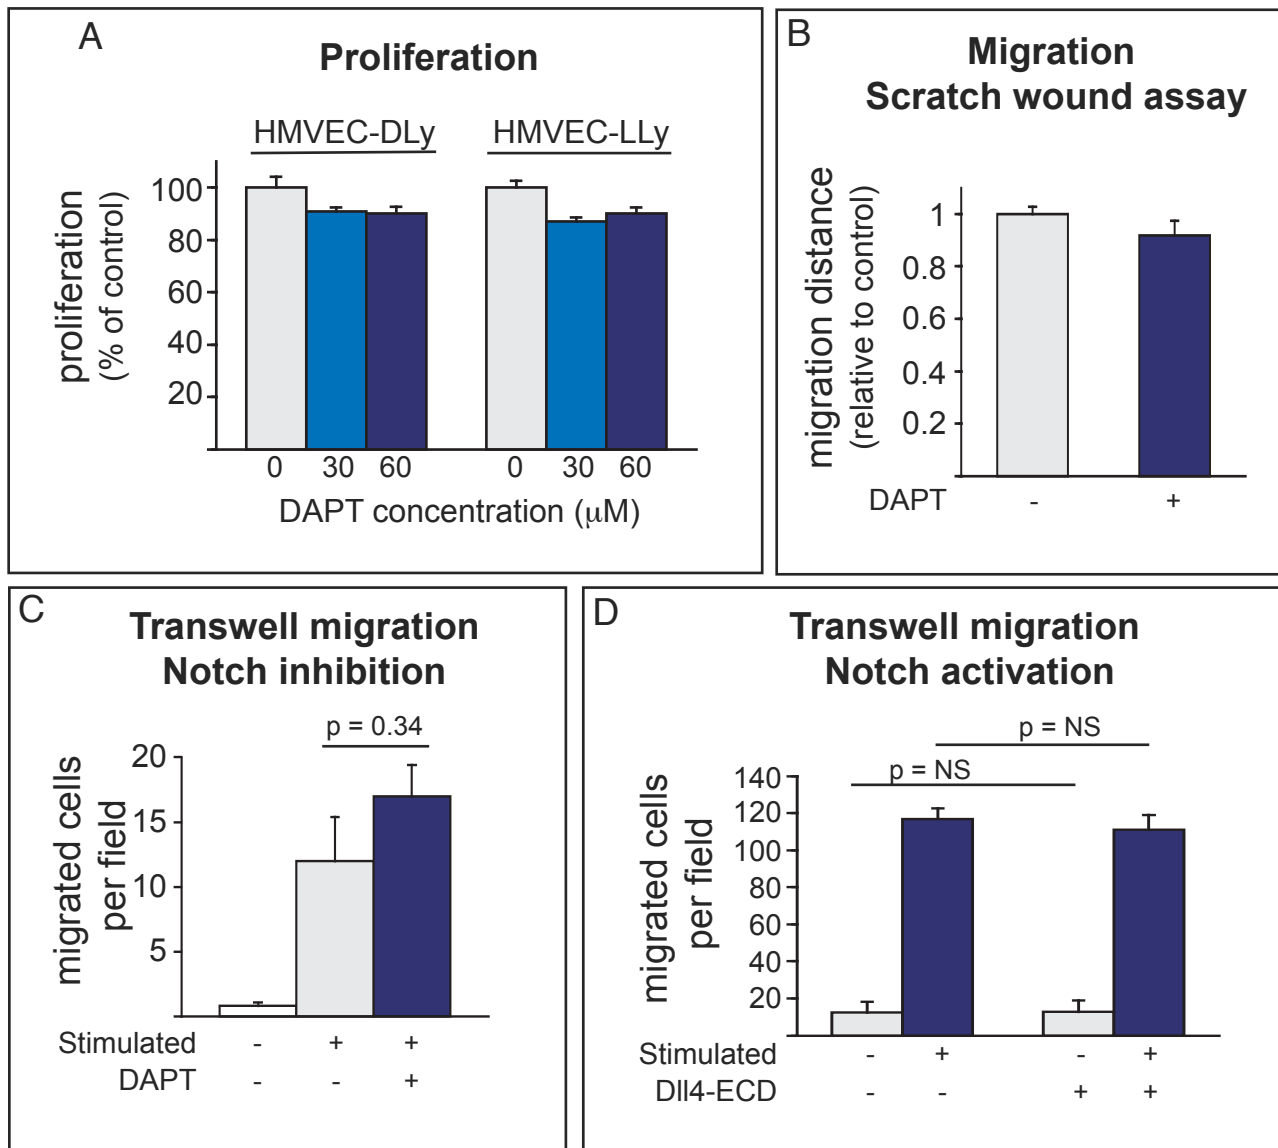 A
Proliferation
HMVEC-DLy
HMVEC-LLy
proliferation
(% of control)
100
80
60
40
20
0 30 60 0 30 60
DAPT concentration (μM)
B
Migration
Scratch wound assay
migration distance
(relative to control)
1
0.8
0.6
0.4
0.2
DAPT - +
C
Transwell migration
Notch inhibition
p = 0.34
migrated cells
per field
20
15
10
5
Stimulated - + +
DAPT - - +
D
Transwell migration
Notch activation
p = NS
p = NS
migrated cells
per field
140
120
100
80
60
40
20
Stimulated - + - +
Dll4-ECD - - + +